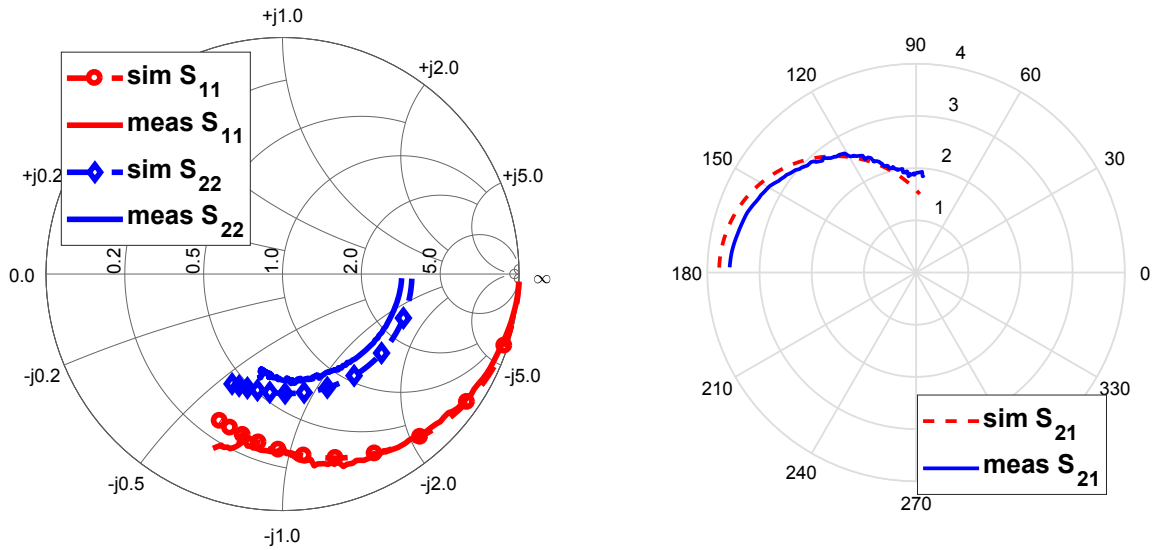 +j1.0
+j2.0
+j5.0
∞
-j5.0
-j2.0
-j1.0
-j0.5
-j0.2
0.0
+j0.2
0.2
0.5
1.0
2.0
5.0
sim S11
meas S11
sim S22
meas S22
90
60
30
0
330
270
240
210
180
150
120
1
2
3
4
sim S21
meas S21